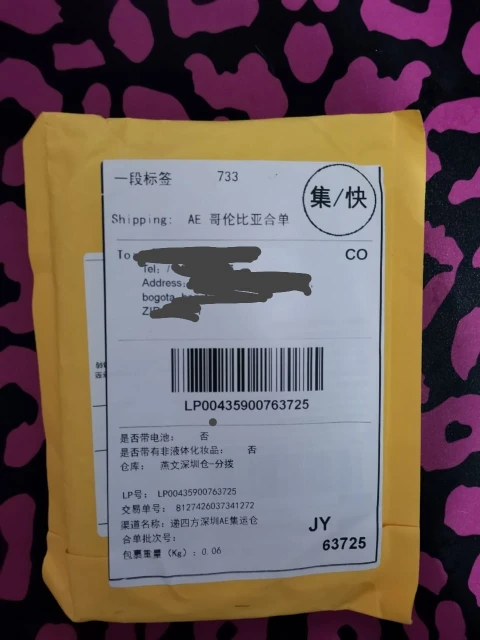 一段标签 733
集/快
Shipping: AE 哥伦比亚合单
To
CO
Tel:
Address:
bogota
LP00435900763725
是否带电池: 否
是否带有非液体化妆品: 否
仓库: 燕文深圳仓-分拨
LP号: LP00435900763725
交易单号: 8127426037341272
渠道名称: 递四方深圳AE集运仓
合单批次号:
包裹重量(Kg): 0.06
JY
63725